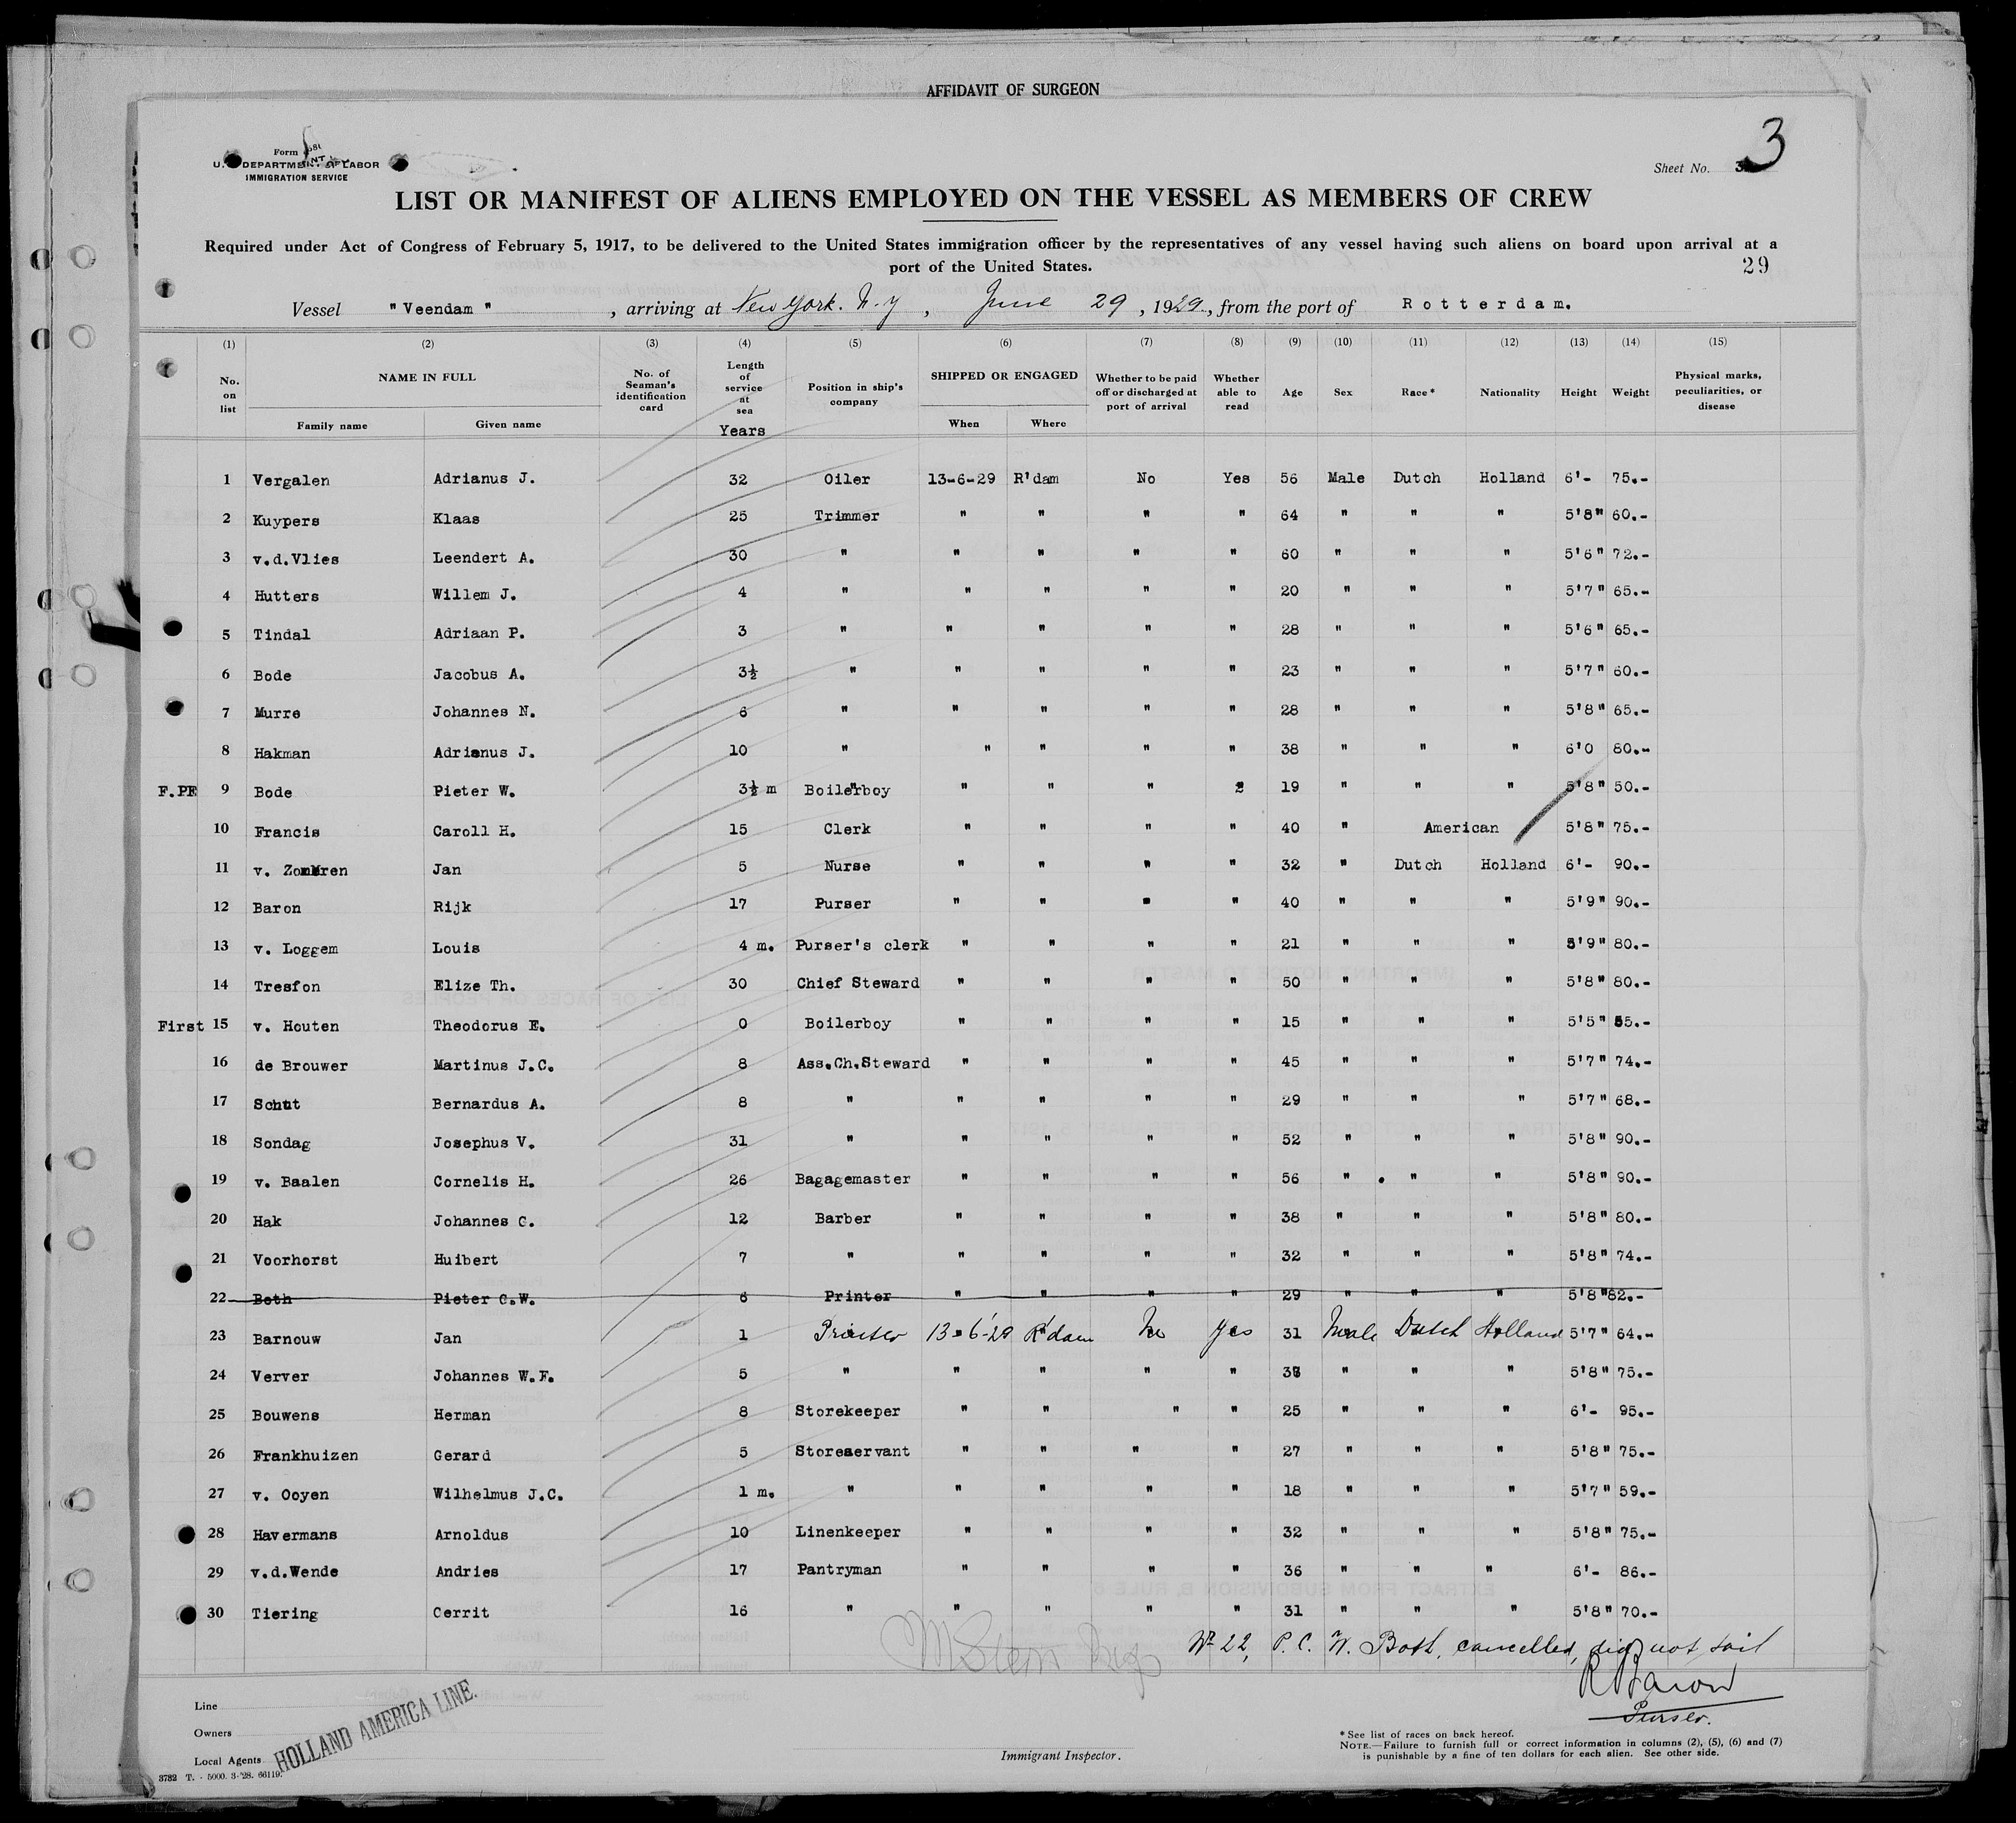 AFFIDAVIT OF SURGEON
3
Form
U. S. DEPARTMENT OF LABOR
IMMIGRATION SERVICE
Sheet No. 3
LIST OR MANIFEST OF ALIENS EMPLOYED ON THE VESSEL AS MEMBERS OF CREW
Required under Act of Congress of February 5, 1917, to be delivered to the United States immigration officer by the representatives of any vessel having such aliens on board upon arrival at a
port of the United States.
29
Vessel "Veendam", arriving at New York. N.Y, June 29, 1929, from the port of Rotterdam.
(1) (2) (3) (4) (5) (6) (7) (8) (9) (10) (11) (12) (13) (14) (15)
No. on list NAME IN FULL Family name Given name No. of Seaman's identification card Length of service at sea Years Position in ship's company SHIPPED OR ENGAGED When Where Whether to be paid off or discharged at port of arrival Whether able to read Age Sex Race* Nationality Height Weight Physical marks, peculiarities, or disease
1 Vergalen Adrianus J. 32 Oiler 13-6-29 R'dam No Yes 56 Male Dutch Holland 6'- 75.-
2 Kuypers Klaas 25 Trimmer " " " " 64 " " " 5'8" 60.-
3 v.d.Vlies Leendert A. 30 " " " " " 60 " " " 5'6" 72.-
4 Hutters Willem J. 4 " " " " " 20 " " " 5'7" 65.-
5 Tindal Adriaan P. 3 " " " " " 28 " " " 5'6" 65.-
6 Bode Jacobus A. 3½ " " " " " 23 " " " 5'7" 60.-
7 Murre Johannes N. 6 " " " " " 28 " " " 5'8" 65.-
8 Hakman Adrianus J. 10 " " " " " 38 " " " 6'0 80.-
F.PE 9 Bode Pieter W. 3½ m Boilerboy " " " " 19 " " " 5'8" 50.-
10 Francis Caroll H. 15 Clerk " " " " 40 " American 5'8" 75.-
11 v. Zomeren Jan 5 Nurse " " " " 32 " Dutch Holland 6'- 90.-
12 Baron Rijk 17 Purser " " " " 40 " " " 5'9" 90.-
13 v. Loggem Louis 4 m. Purser's clerk " " " " 21 " " " 5'9" 80.-
14 Tresfon Elize Th. 30 Chief Steward " " " " 50 " " " 5'8" 80.-
First 15 v. Houten Theodorus E. 0 Boilerboy " " " " 15 " " " 5'5" 55.-
16 de Brouwer Martinus J.C. 8 Ass.Ch.Steward " " " " 45 " " " 5'7" 74.-
17 Schut Bernardus A. 8 " " " " " 29 " " " 5'7" 68.-
18 Sondag Josephus V. 31 " " " " " 52 " " " 5'8" 90.-
19 v. Baalen Cornelis H. 26 Bagagemaster " " " " 56 " " " 5'8" 90.-
20 Hak Johannes G. 12 Barber " " " " 38 " " " 5'8" 80.-
21 Voorhorst Huibert 7 " " " " " 32 " " " 5'8" 74.-
22 Both Pieter C.W. 6 Printer " " " " 29 " " " 5'8" 62.-
23 Barnouw Jan 1 Printer 13-6-'29 R'dam No Yes 31 Male Dutch Holland 5'7" 64.-
24 Verver Johannes W.F. 5 " " " " " " " " 5'8" 75.-
25 Bouwens Herman 8 Storekeeper " " " " 25 " " " 6'- 95.-
26 Frankhuizen Gerard 5 Storeservant " " " " 27 " " " 5'8" 75.-
27 v. Ooyen Wilhelmus J.C. 1 m. " " " " " 18 " " " 5'7" 59.-
28 Havermans Arnoldus 10 Linenkeeper " " " " 32 " " " 5'8" 75.-
29 v.d.Wende Andries 17 Pantryman " " " " 36 " " " 6'- 86.-
30 Tiering Gerrit 16 " " " " " 31 " " " 5'8" 70.-
Nº 22, P. C. W. Both, cancelled, did not sail
RBaron
Purser.
Line
Owners
Local Agents
HOLLAND AMERICA LINE.
Immigrant Inspector.
* See list of races on back hereof.
NOTE.—Failure to furnish full or correct information in columns (2), (5), (6) and (7)
is punishable by a fine of ten dollars for each alien. See other side.
3732 T. - 5000. 3-'28. 66119.